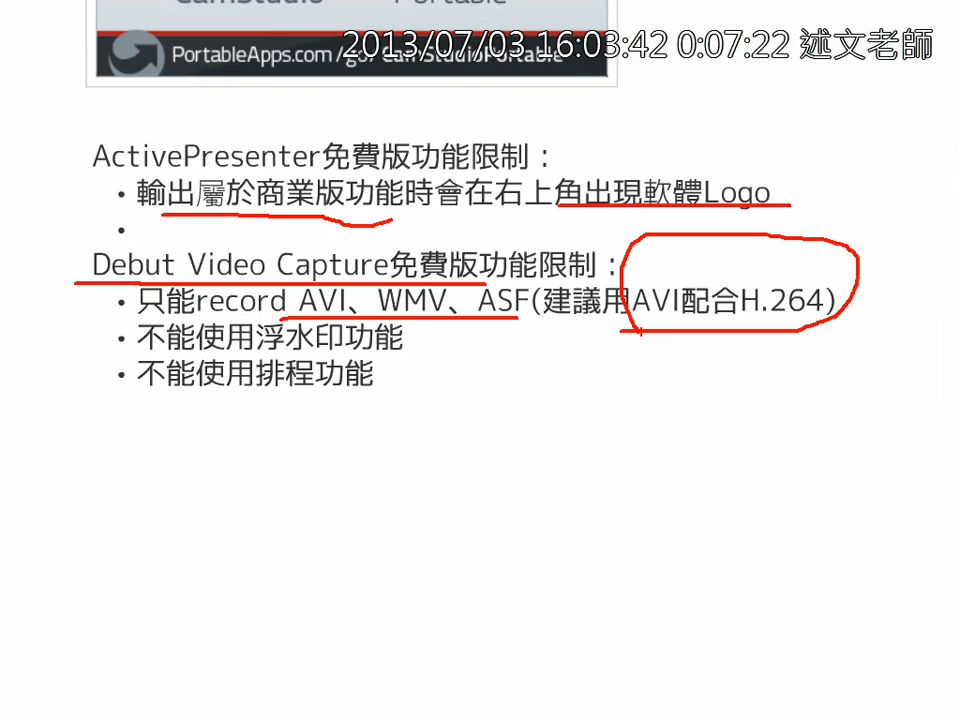 CamStudio Portable
PortableApps.com/go/CamStudioPortable
2013/07/03 16:03:42 0:07:22 述文老師
ActivePresenter免費版功能限制：
• 輸出屬於商業版功能時會在右上角出現軟體Logo
•
Debut Video Capture免費版功能限制：
• 只能record AVI、WMV、ASF(建議用AVI配合H.264)
• 不能使用浮水印功能
• 不能使用排程功能